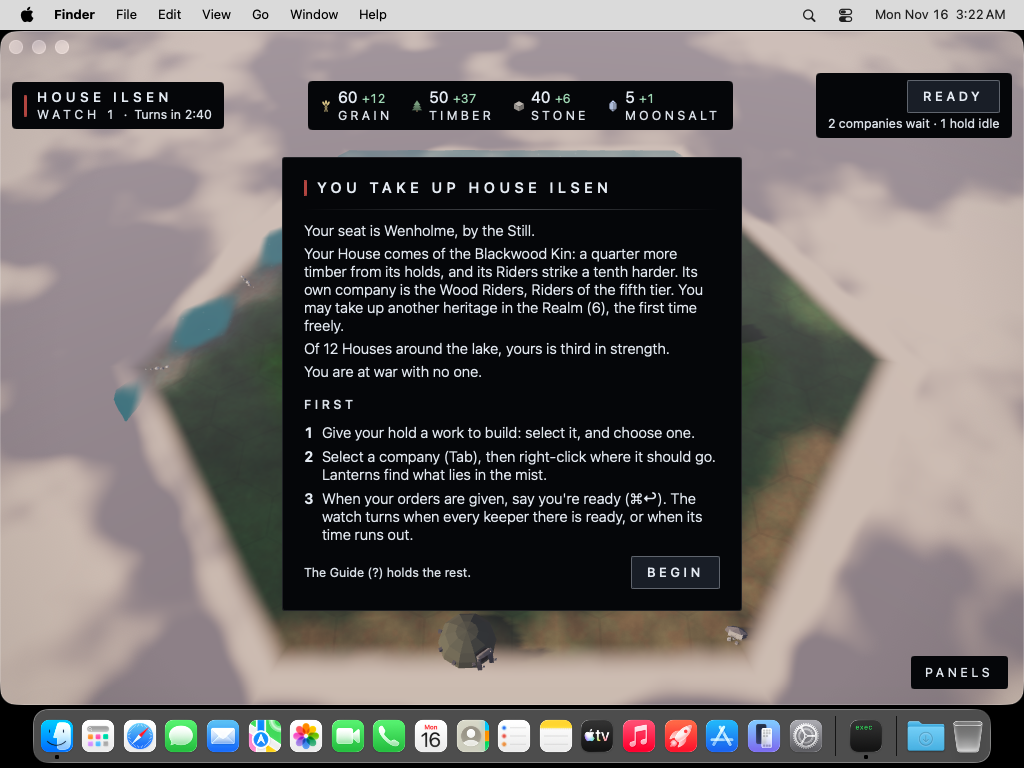 Finder File Edit View Go Window Help Mon Nov 16 3:22 AM
HOUSE ILSEN
WATCH 1 · Turns in 2:40
60 +12 GRAIN
50 +37 TIMBER
40 +6 STONE
5 +1 MOONSALT
READY
2 companies wait · 1 hold idle
YOU TAKE UP HOUSE ILSEN
Your seat is Wenholme, by the Still.
Your House comes of the Blackwood Kin: a quarter more
timber from its holds, and its Riders strike a tenth harder. Its
own company is the Wood Riders, Riders of the fifth tier. You
may take up another heritage in the Realm (6), the first time
freely.
Of 12 Houses around the lake, yours is third in strength.
You are at war with no one.
FIRST
1 Give your hold a work to build: select it, and choose one.
2 Select a company (Tab), then right-click where it should go.
Lanterns find what lies in the mist.
3 When your orders are given, say you're ready (⌘↩). The
watch turns when every keeper there is ready, or when its
time runs out.
The Guide (?) holds the rest.
BEGIN
PANELS
Mon
16
tv
exec